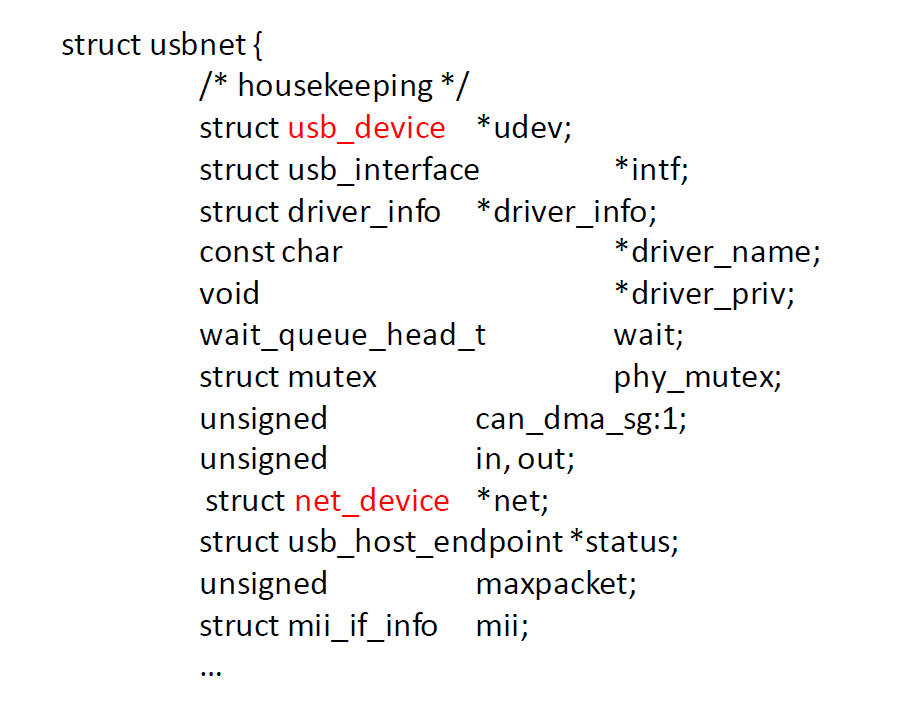 struct usbnet {
/* housekeeping */
struct usb_device *udev;
struct usb_interface *intf;
struct driver_info *driver_info;
const char *driver_name;
void *driver_priv;
wait_queue_head_t wait;
struct mutex phy_mutex;
unsigned can_dma_sg:1;
unsigned in, out;
struct net_device *net;
struct usb_host_endpoint *status;
unsigned maxpacket;
struct mii_if_info mii;
...